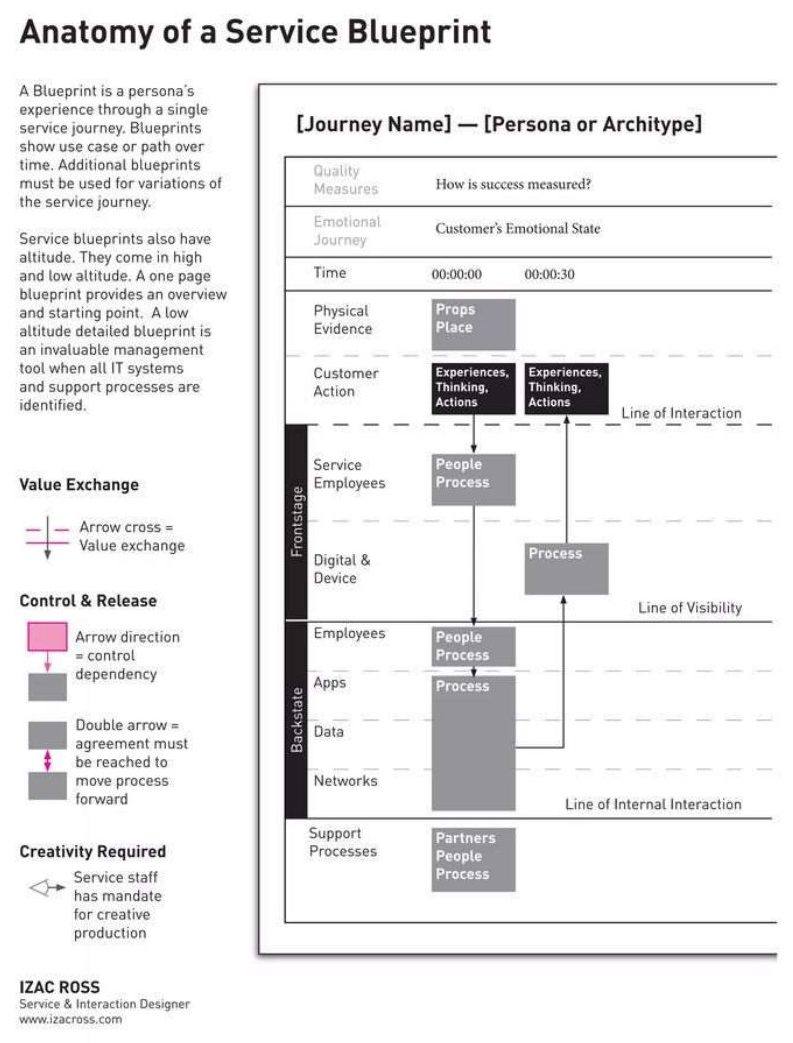 Anatomy of a Service Blueprint
A Blueprint is a persona's
experience through a single
service journey. Blueprints
show use case or path over
time. Additional blueprints
must be used for variations of
the service journey.
Service blueprints also have
altitude. They come in high
and low altitude. A one page
blueprint provides an overview
and starting point. A low
altitude detailed blueprint is
an invaluable management
tool when all IT systems
and support processes are
identified.
Value Exchange
Arrow cross =
Value exchange
Control & Release
Arrow direction
= control
dependency
Double arrow =
agreement must
be reached to
move process
forward
Creativity Required
Service staff
has mandate
for creative
production
IZAC ROSS
Service & Interaction Designer
www.izacross.com
[Journey Name] — [Persona or Architype]
Quality
Measures
How is success measured?
Emotional
Journey
Customer's Emotional State
Time
00:00:00
00:00:30
Physical
Evidence
Props
Place
Customer
Action
Experiences,
Thinking,
Actions
Experiences,
Thinking,
Actions
Line of Interaction
Frontstage
Service
Employees
People
Process
Digital &
Device
Process
Line of Visibility
Backstate
Employees
People
Process
Apps
Process
Data
Networks
Line of Internal Interaction
Support
Processes
Partners
People
Process